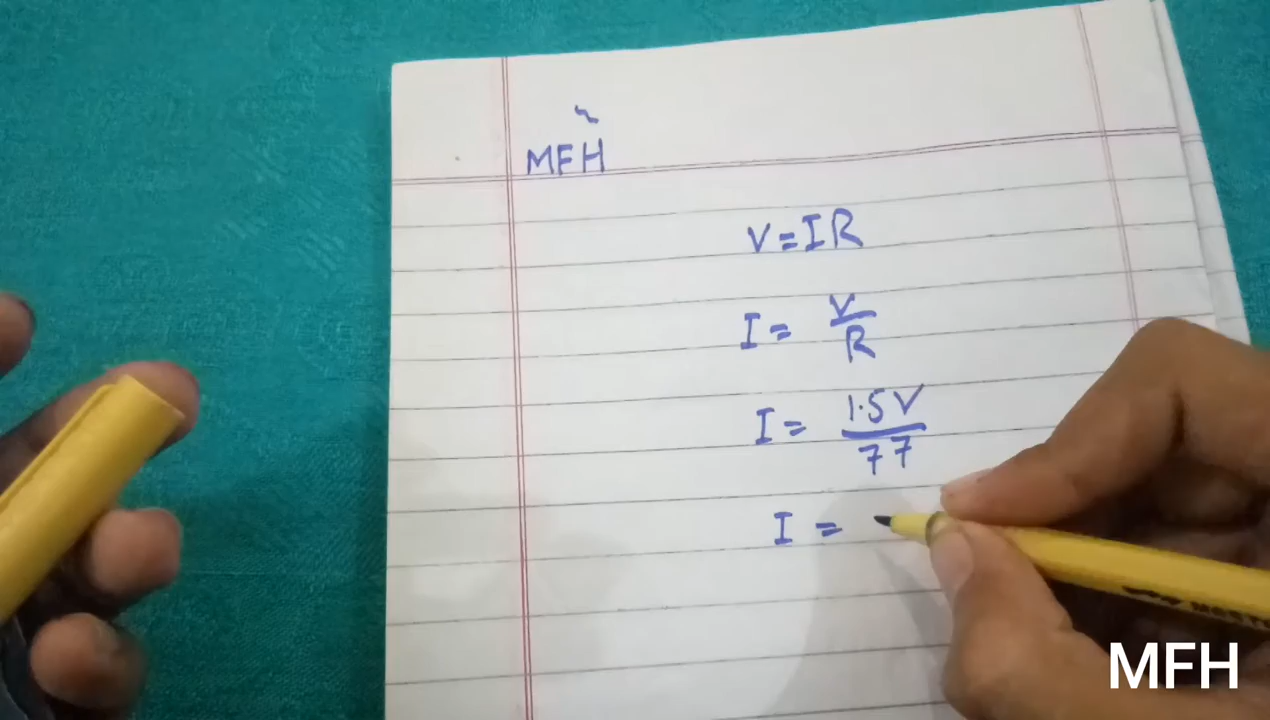 MFH
V = IR
I = V/R
I = 1.5V/77
I =
MFH